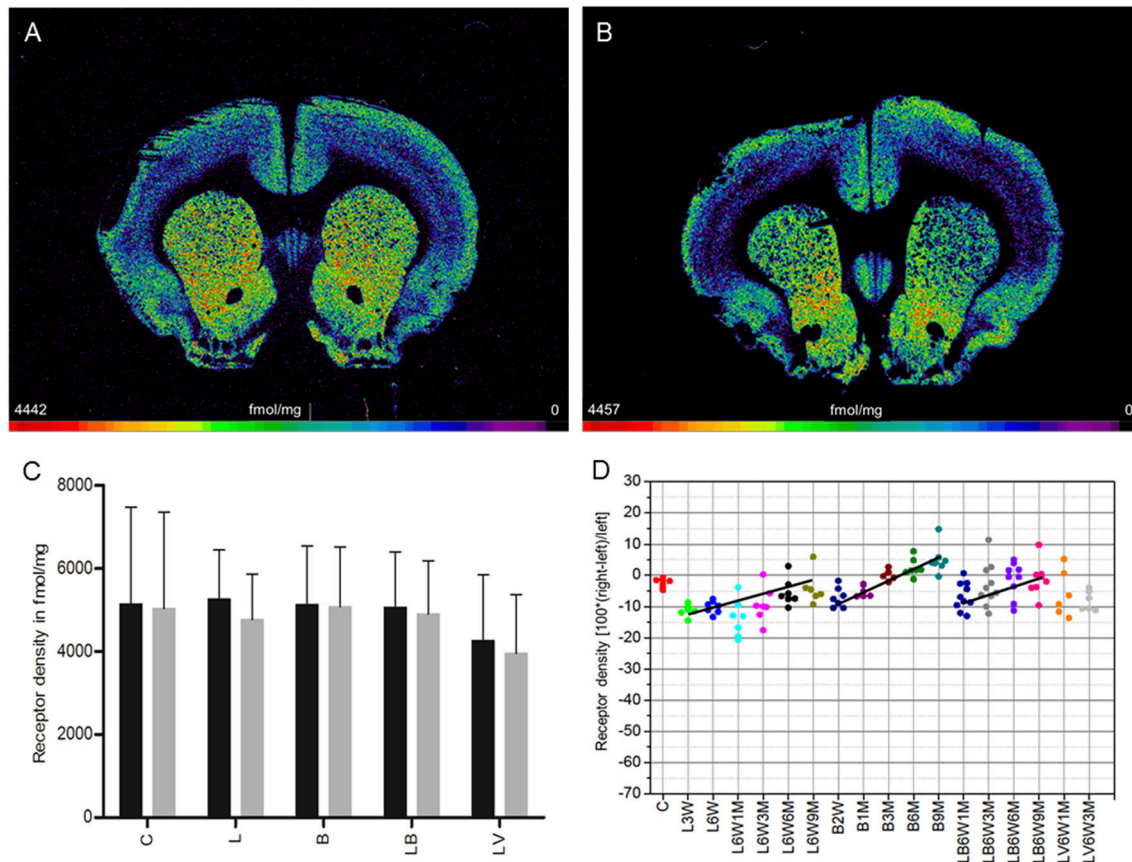 A
4442 fmol/mg 0
B
4457 fmol/mg 0
C
Receptor density in fmol/mg
8000
6000
4000
2000
0
C L B LB LV
D
Receptor density [100*(right-left)/left]
30
20
10
0
-10
-20
-30
-40
-50
-60
-70
C L3W L6W L6W1M L6W3M L6W6M L6W9M B2W B1M B3M B6M B9M LB6W1M LB6W3M LB6W6M LB6W9M LV6W1M LV6W3M